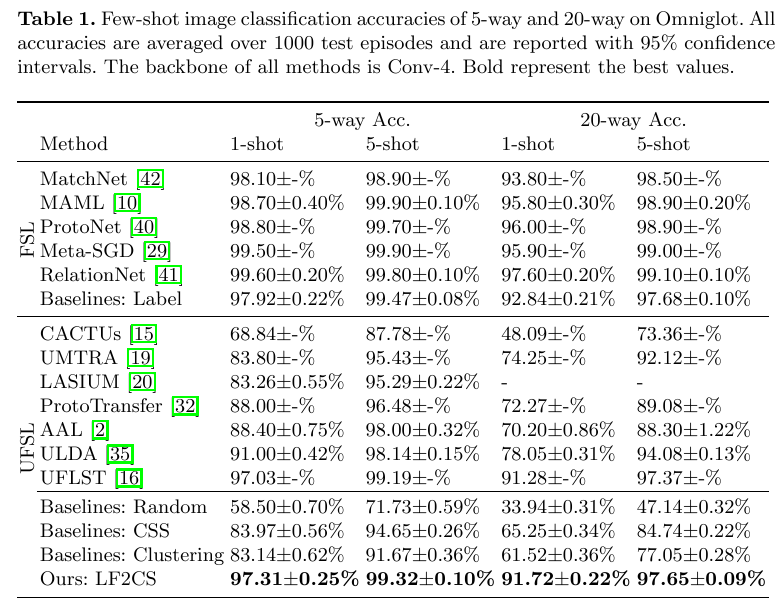 Table 1. Few-shot image classification accuracies of 5-way and 20-way on Omniglot. All
accuracies are averaged over 1000 test episodes and are reported with 95% confidence
intervals. The backbone of all methods is Conv-4. Bold represent the best values.
5-way Acc. 20-way Acc.
Method 1-shot 5-shot 1-shot 5-shot
FSL
MatchNet [42] 98.10±-% 98.90±-% 93.80±-% 98.50±-%
MAML [10] 98.70±0.40% 99.90±0.10% 95.80±0.30% 98.90±0.20%
ProtoNet [40] 98.80±-% 99.70±-% 96.00±-% 98.90±-%
Meta-SGD [29] 99.50±-% 99.90±-% 95.90±-% 99.00±-%
RelationNet [41] 99.60±0.20% 99.80±0.10% 97.60±0.20% 99.10±0.10%
Baselines: Label 97.92±0.22% 99.47±0.08% 92.84±0.21% 97.68±0.10%
UFSL
CACTUs [15] 68.84±-% 87.78±-% 48.09±-% 73.36±-%
UMTRA [19] 83.80±-% 95.43±-% 74.25±-% 92.12±-%
LASIUM [20] 83.26±0.55% 95.29±0.22% - -
ProtoTransfer [32] 88.00±-% 96.48±-% 72.27±-% 89.08±-%
AAL [2] 88.40±0.75% 98.00±0.32% 70.20±0.86% 88.30±1.22%
ULDA [35] 91.00±0.42% 98.14±0.15% 78.05±0.31% 94.08±0.13%
UFLST [16] 97.03±-% 99.19±-% 91.28±-% 97.37±-%
Baselines: Random 58.50±0.70% 71.73±0.59% 33.94±0.31% 47.14±0.32%
Baselines: CSS 83.97±0.56% 94.65±0.26% 65.25±0.34% 84.74±0.22%
Baselines: Clustering 83.14±0.62% 91.67±0.36% 61.52±0.36% 77.05±0.28%
Ours: LF2CS 97.31±0.25% 99.32±0.10% 91.72±0.22% 97.65±0.09%